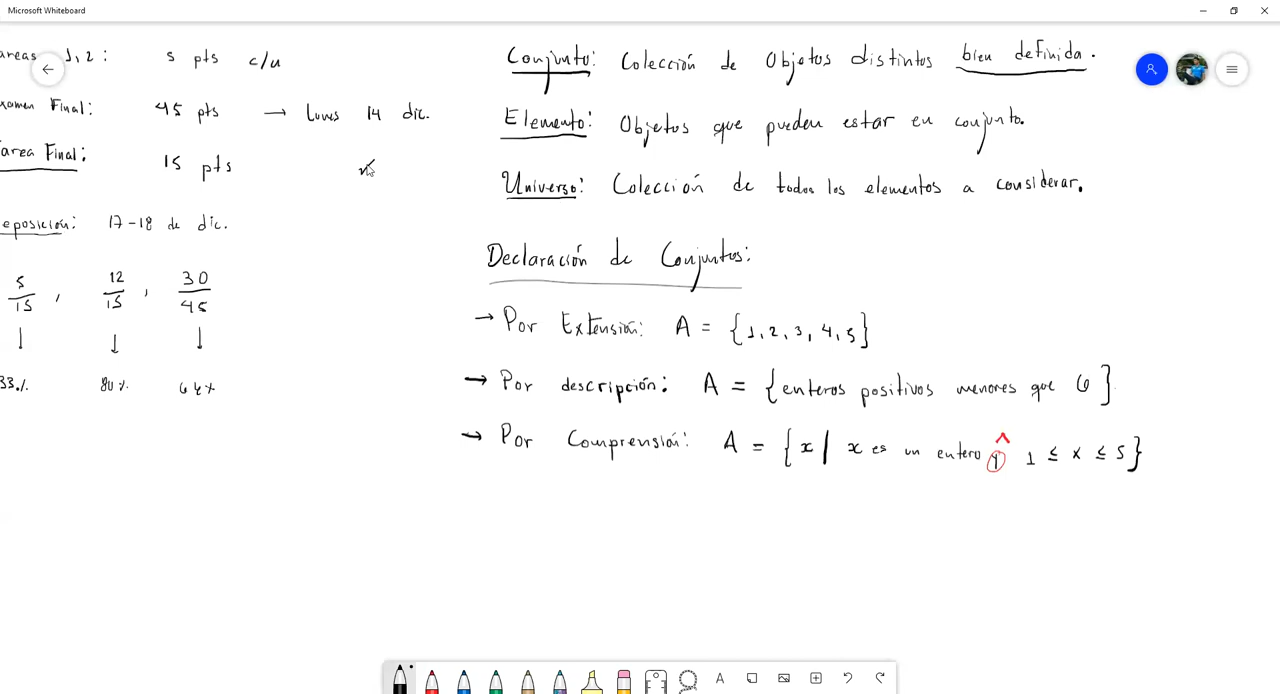 Microsoft Whiteboard
areas 1,2: 5 pts c/u
xamen Final: 45 pts → lunes 14 dic.
area Final: 15 pts
eposición: 17-18 de dic.
5/15 , 12/15 , 30/45
↓ ↓ ↓
33.% 80%. 64%
Conjunto: Colección de Objetos distintos bien definida.
Elemento: Objetos que pueden estar en conjunto.
Universo: Colección de todos los elementos a considerar.
Declaración de Conjuntos:
→ Por Extensión: A = {1, 2, 3, 4, 5}
→ Por descripción: A = {enteros positivos menores que 6}
→ Por Comprensión: A = {x | x es un entero y 1 ≤ x ≤ 5}
^
A